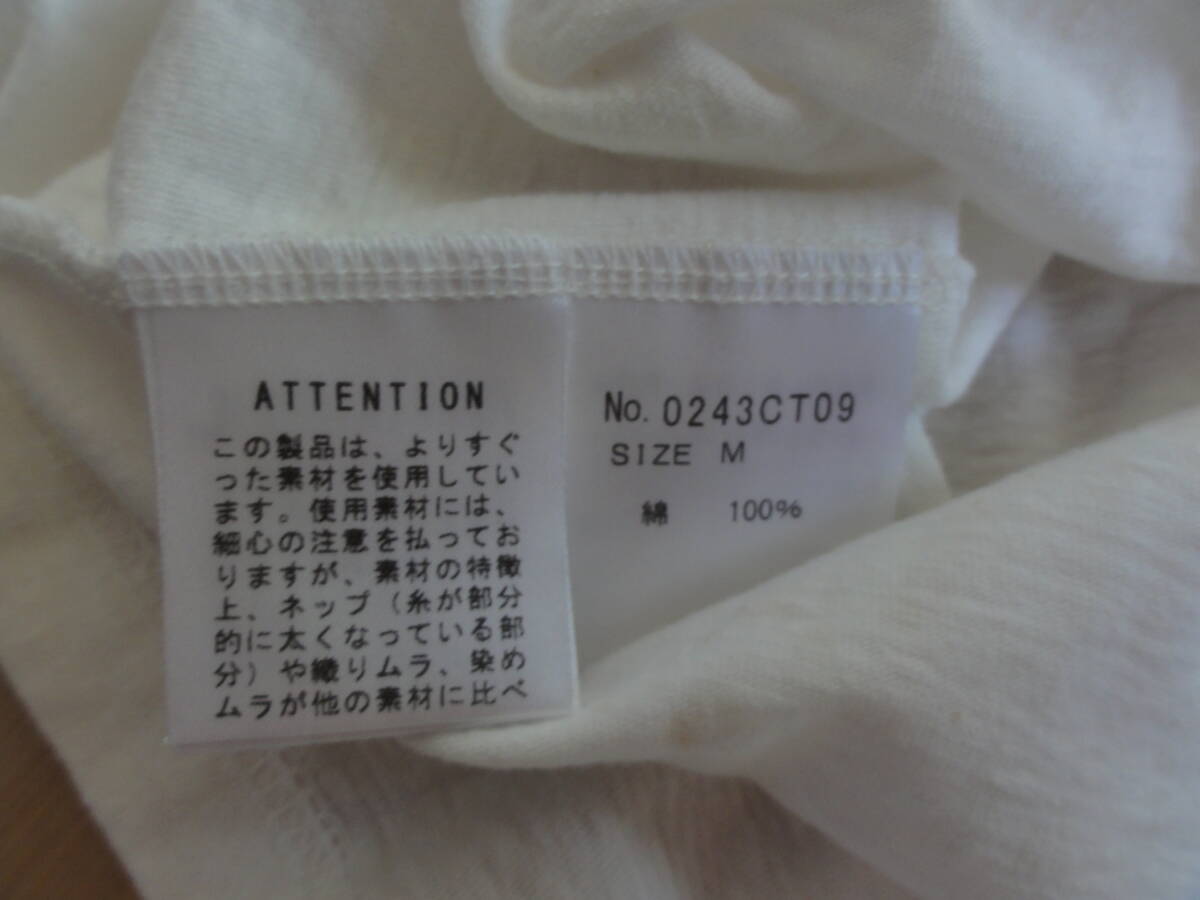 ATTENTION
この製品は、よりすぐ
った素材を使用してい
ます。使用素材には、
細心の注意を払ってお
りますが、素材の特徴
上、ネップ（糸が部分
的に太くなっている部
分）や織りムラ、染め
ムラが他の素材に比べ
No. 0243CT09
SIZE M
綿 100%